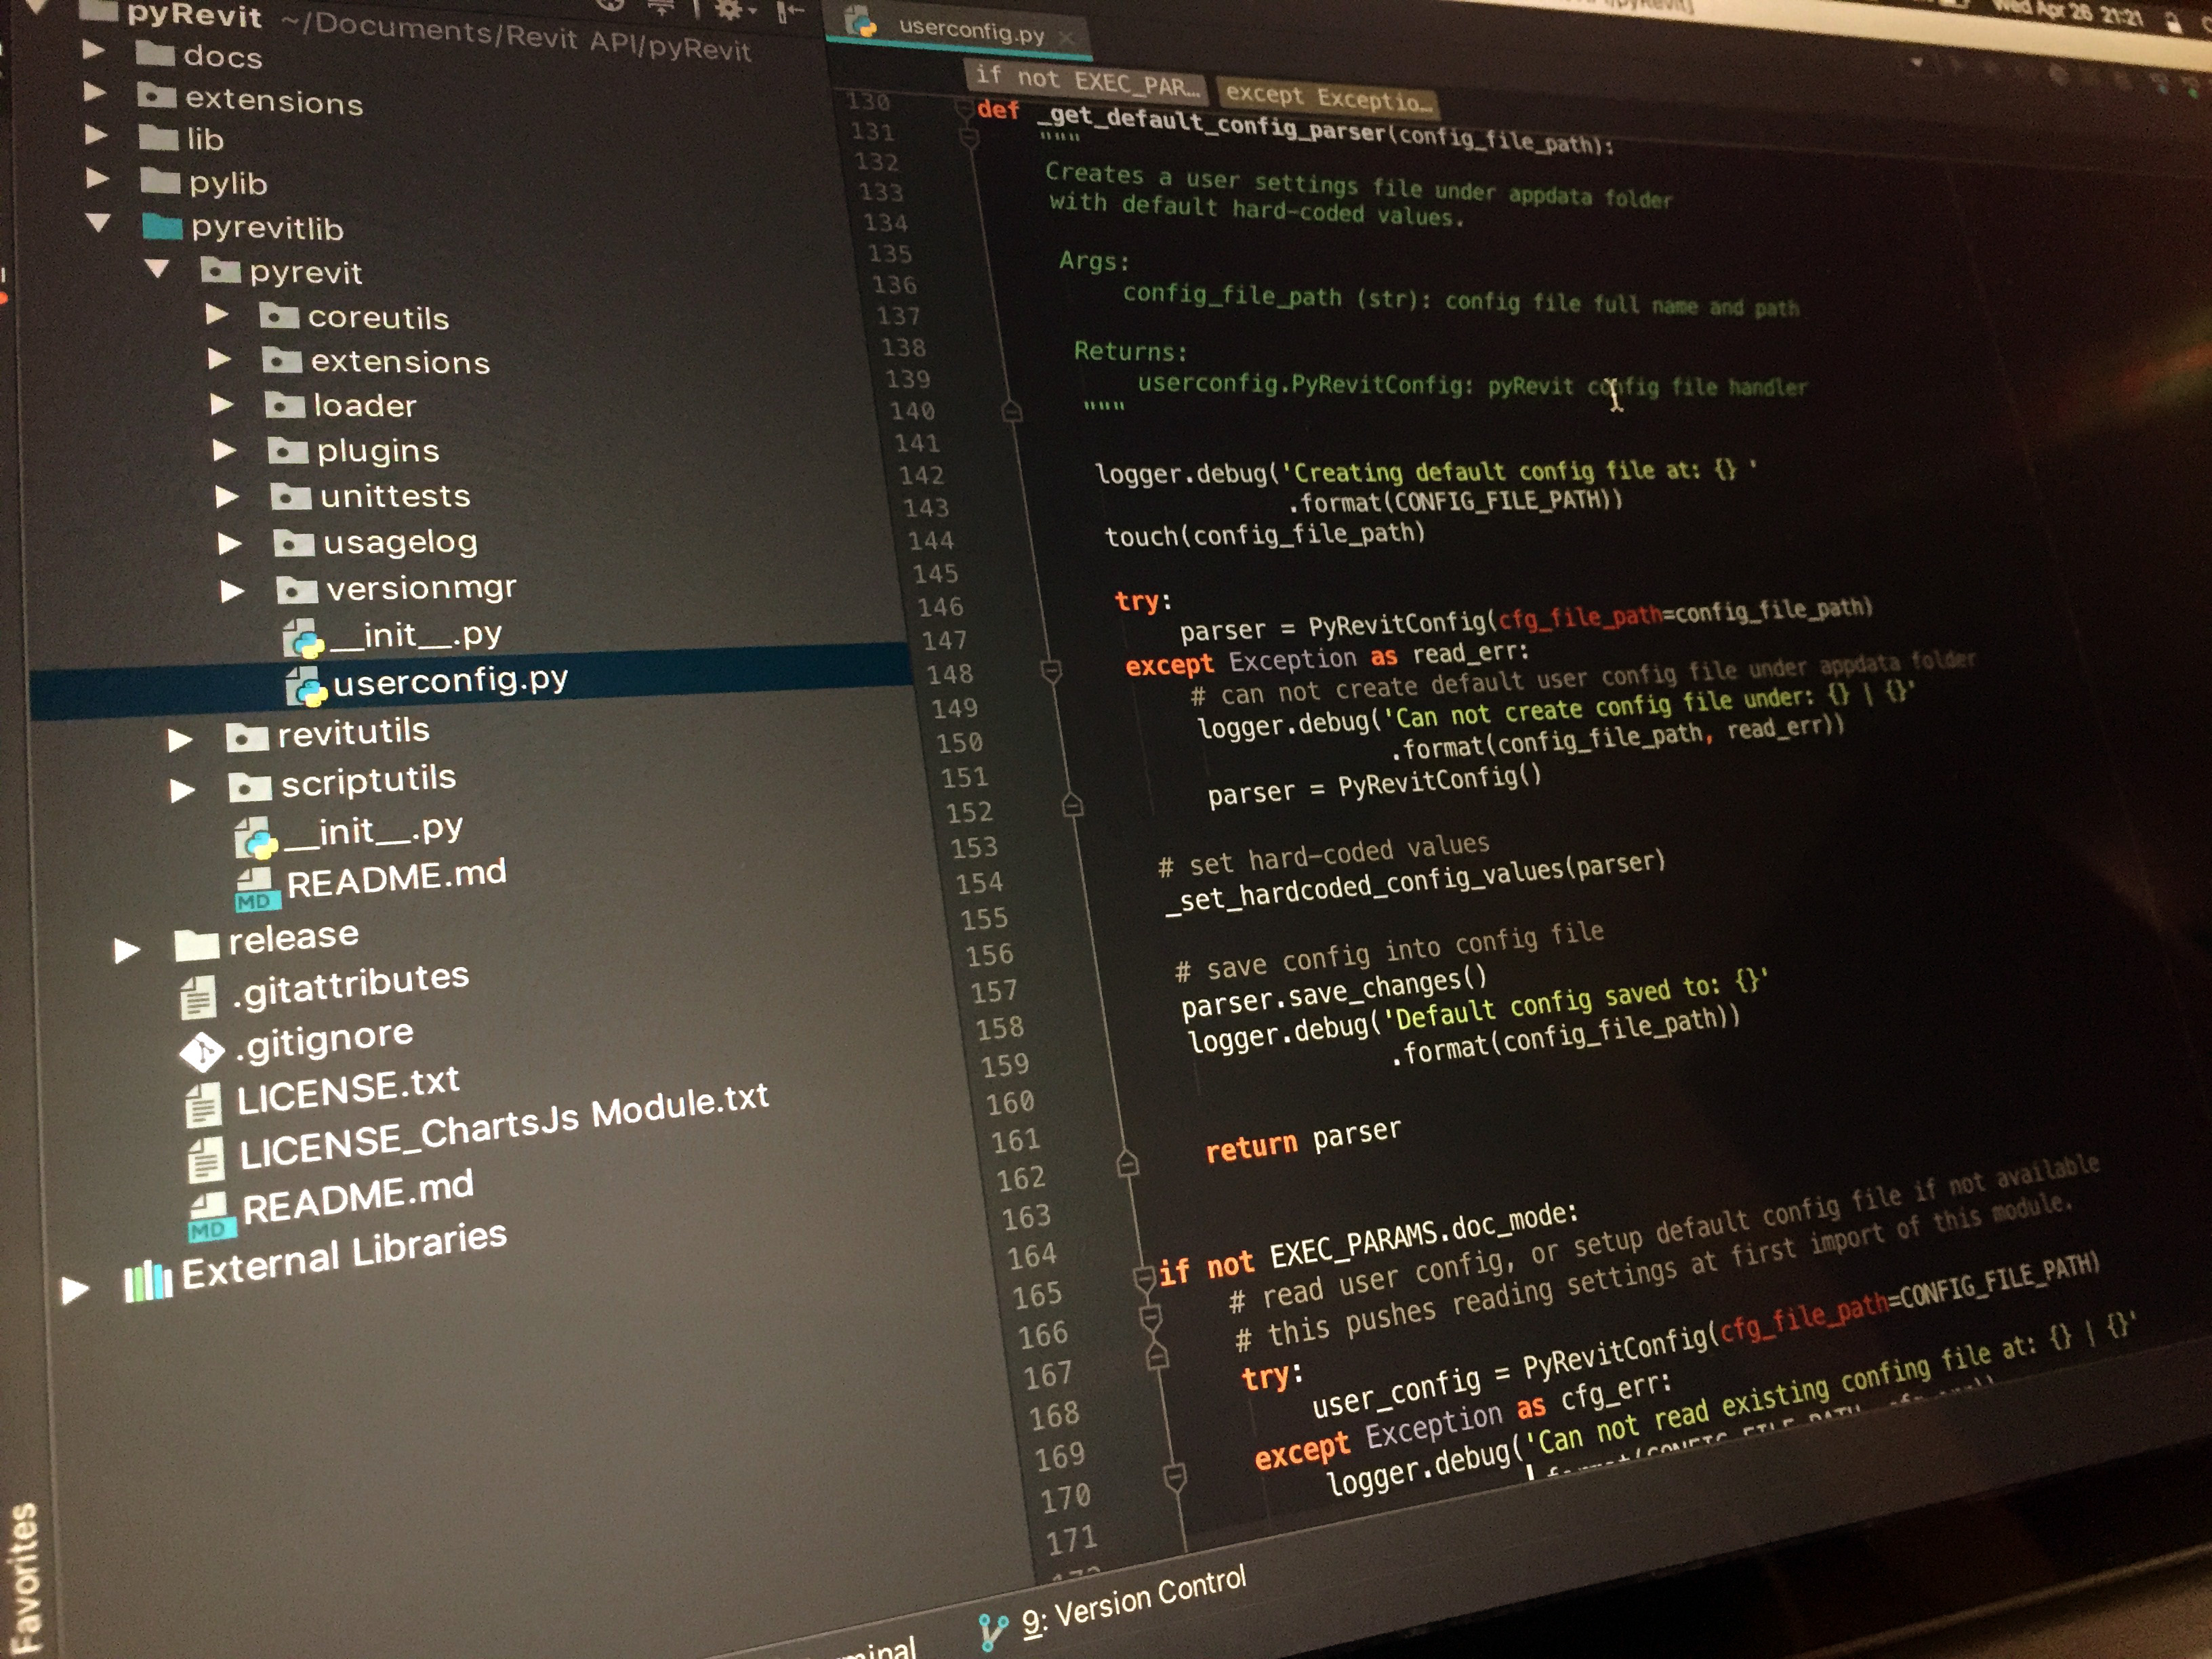 pyRevit ~/Documents/Revit API/pyRevit
docs
extensions
lib
pylib
pyrevitlib
pyrevit
coreutils
extensions
loader
plugins
unittests
usagelog
versionmgr
__init__.py
userconfig.py
revitutils
scriptutils
__init__.py
README.md
MD
release
.gitattributes
.gitignore
LICENSE.txt
LICENSE_ChartsJs Module.txt
README.md
MD
External Libraries
Favorites
Wed Apr 26 21:21
userconfig.py
if not EXEC_PAR… except Exceptio…
130 def _get_default_config_parser(config_file_path):
131 """
132 Creates a user settings file under appdata folder
133 with default hard-coded values.
134
135 Args:
136 config_file_path (str): config file full name and path
137
138 Returns:
139 userconfig.PyRevitConfig: pyRevit config file handler
140 """
141
142 logger.debug('Creating default config file at: {} '
143 .format(CONFIG_FILE_PATH))
144 touch(config_file_path)
145
146 try:
147 parser = PyRevitConfig(cfg_file_path=config_file_path)
148 except Exception as read_err:
149 # can not create default user config file under appdata folder
150 logger.debug('Can not create config file under: {} | {}'
151 .format(config_file_path, read_err))
152 parser = PyRevitConfig()
153
154 # set hard-coded values
155 _set_hardcoded_config_values(parser)
156
157 # save config into config file
158 parser.save_changes()
159 logger.debug('Default config saved to: {}'
160 .format(config_file_path))
161
162 return parser
163
164
165 if not EXEC_PARAMS.doc_mode:
166 # read user config, or setup default config file if not available
167 # this pushes reading settings at first import of this module.
168 try:
169 user_config = PyRevitConfig(cfg_file_path=CONFIG_FILE_PATH)
170 except Exception as cfg_err:
171 logger.debug('Can not read existing confing file at: {} | {}'
9: Version Control